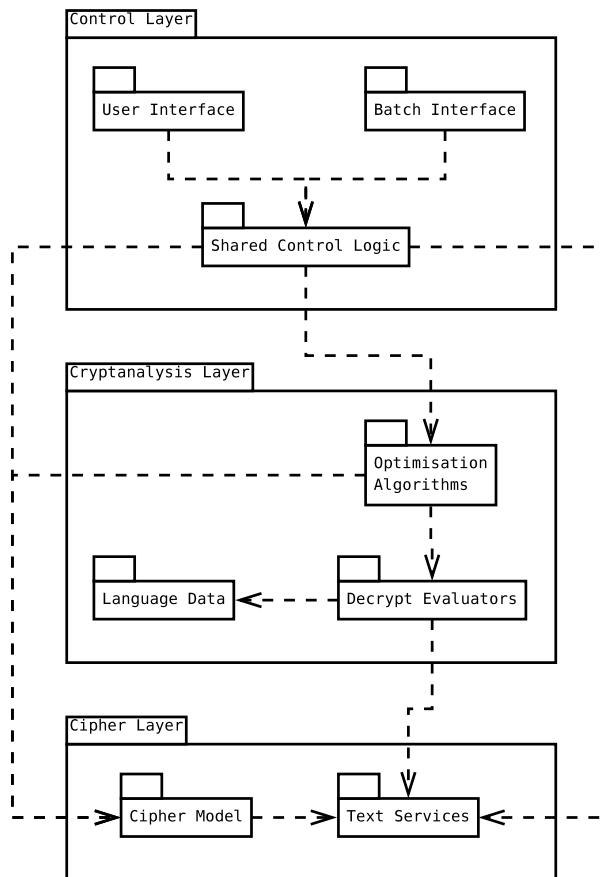 Control Layer
User Interface
Batch Interface
Shared Control Logic
Cryptanalysis Layer
Optimisation
Algorithms
Language Data
Decrypt Evaluators
Cipher Layer
Cipher Model
Text Services